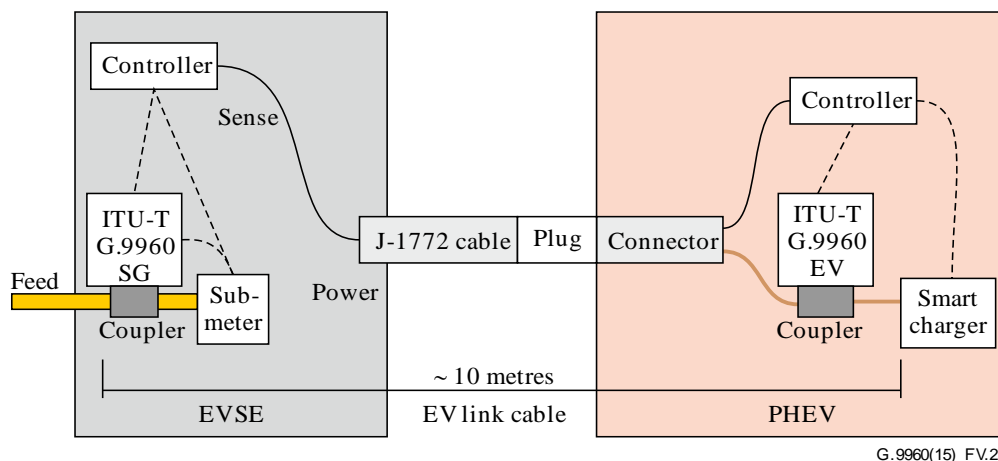 Controller
Sense
ITU-T
G.9960
SG
Feed
Coupler
Sub-
meter
Power
J-1772 cable
Plug
Connector
Controller
ITU-T
G.9960
EV
Coupler
Smart
charger
~ 10 metres
EVSE
EV link cable
PHEV
G.9960(15)_FV.2